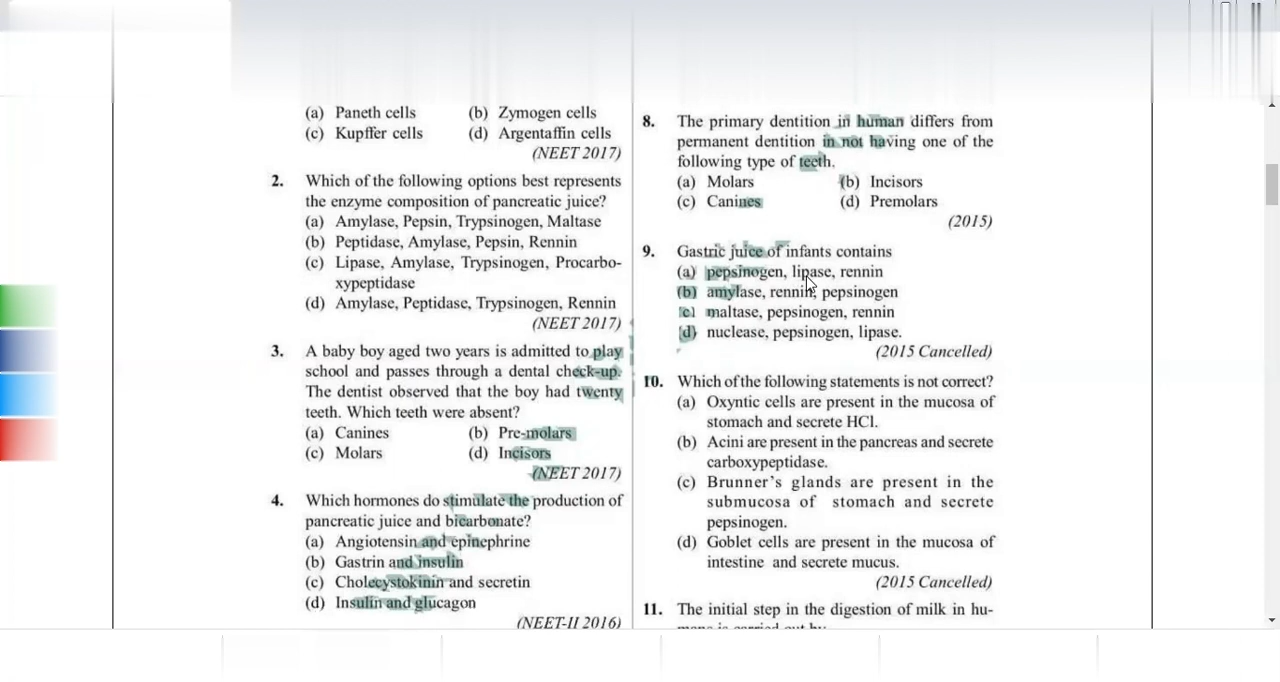 (a) Paneth cells (b) Zymogen cells
(c) Kupffer cells (d) Argentaffin cells
(NEET 2017)
2. Which of the following options best represents
the enzyme composition of pancreatic juice?
(a) Amylase, Pepsin, Trypsinogen, Maltase
(b) Peptidase, Amylase, Pepsin, Rennin
(c) Lipase, Amylase, Trypsinogen, Procarbo-
xypeptidase
(d) Amylase, Peptidase, Trypsinogen, Rennin
(NEET 2017)
3. A baby boy aged two years is admitted to play
school and passes through a dental check-up.
The dentist observed that the boy had twenty
teeth. Which teeth were absent?
(a) Canines (b) Pre-molars
(c) Molars (d) Incisors
(NEET 2017)
4. Which hormones do stimulate the production of
pancreatic juice and bicarbonate?
(a) Angiotensin and epinephrine
(b) Gastrin and insulin
(c) Cholecystokinin and secretin
(d) Insulin and glucagon
(NEET-II 2016)
8. The primary dentition in human differs from
permanent dentition in not having one of the
following type of teeth.
(a) Molars (b) Incisors
(c) Canines (d) Premolars
(2015)
9. Gastric juice of infants contains
(a) pepsinogen, lipase, rennin
(b) amylase, rennin, pepsinogen
(c) maltase, pepsinogen, rennin
(d) nuclease, pepsinogen, lipase.
(2015 Cancelled)
10. Which of the following statements is not correct?
(a) Oxyntic cells are present in the mucosa of
stomach and secrete HCl.
(b) Acini are present in the pancreas and secrete
carboxypeptidase.
(c) Brunner's glands are present in the
submucosa of stomach and secrete
pepsinogen.
(d) Goblet cells are present in the mucosa of
intestine and secrete mucus.
(2015 Cancelled)
11. The initial step in the digestion of milk in hu-